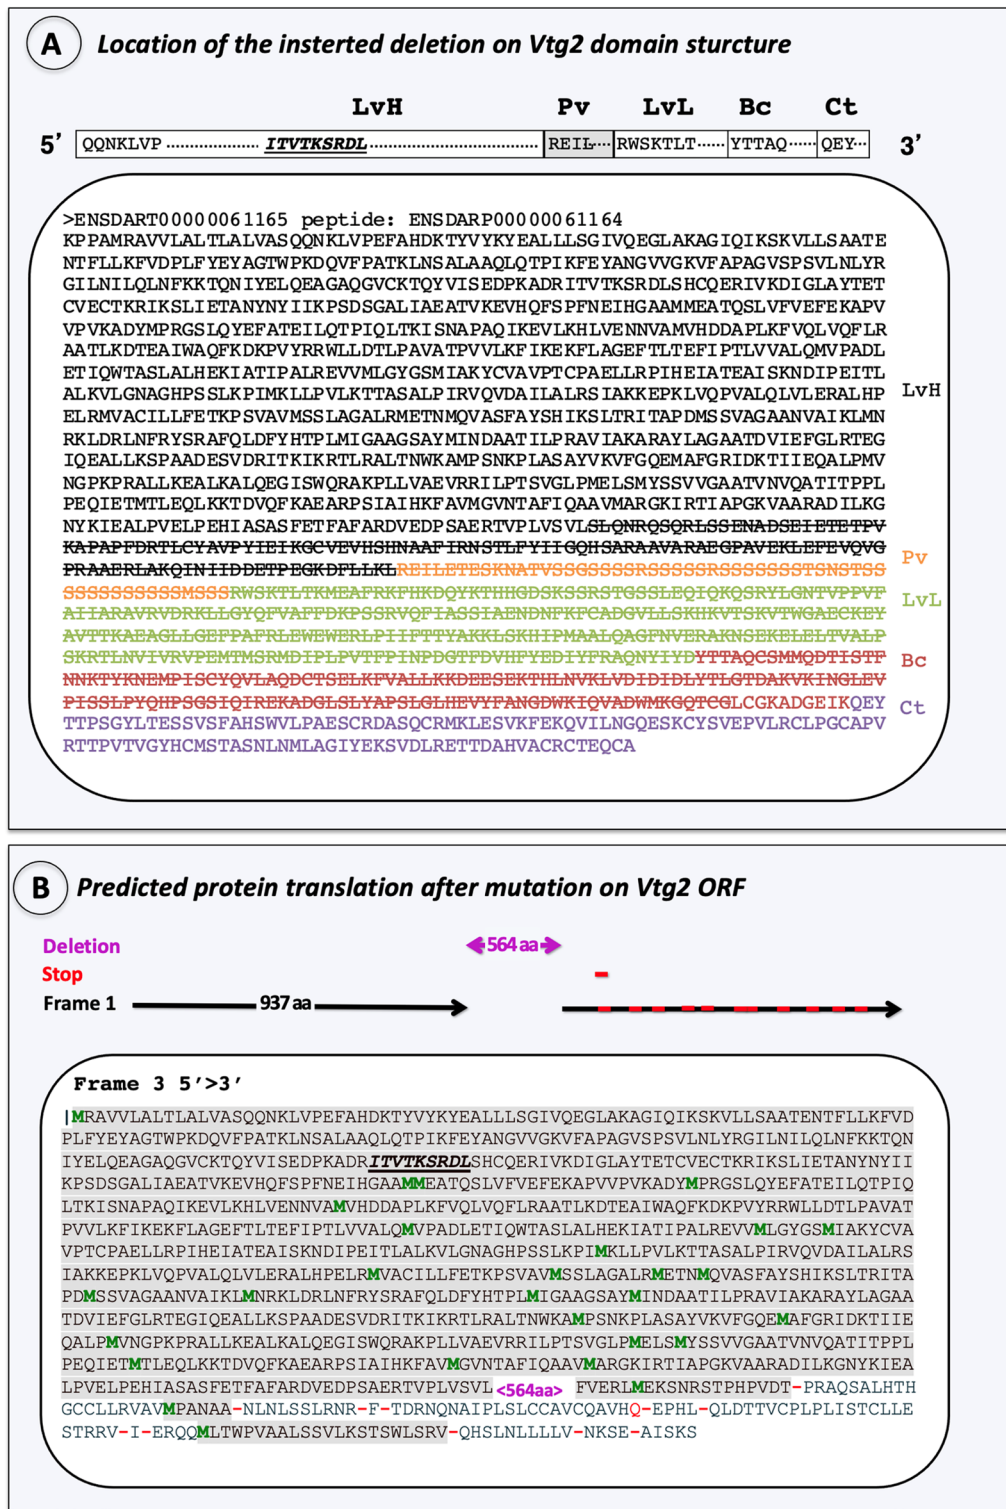 A Location of the insterted deletion on Vtg2 domain sturcture
LvH Pv LvL Bc Ct
5’ QQNKLVP ITVTKSRDL REIL RWSKTLT YTTAQ QEY 3’
>ENSDART00000061165 peptide: ENSDARP00000061164
KPPAMRAVVLALTLALVASQQNKLVPEFAHDKTYVYKYEALLLSGIVQEGLAKAGIQIKSKVLLSAATE
NTFLLKFVDPLFYEYAGTWPKDQVFPATKLNSALAAQLQTPIKFEYANGVVGKVFAPAGVSPSVLNLYR
GILNILQLNFKKTQNIYELQEAGAQGVCKTQYVISEDPKADRITVTKSRDLSHCQERIVKDIGLAYTET
CVECTKRIKSLIETANYNYIIKPSDSGALIAEATVKEVHQFSPFNEIHGAAMMEATQSLVFVEFEKAPV
VPVKADYMPRGSLQYEFATEILQTPIQLTKISNAPAQIKEVLKHLVENNVAMVHDDAPLKFVQLVQFLR
AATLKDTEAIWAQFKDKPVYRRWLLDTLPAVATPVVLKFIKEKFLAGEFTLTEFIPTLVVALQMVPADL
ETIQWTASLALHEKIATIPALREVVMLGYGSMIAKYCVAVPTCPAELLRPIHEIATEAISKNDIPEITL
ALKVLGNAGHPSSLKPIMKLLPVLKTTASALPIRVQVDAILALRSIAKKEPKLVQPVALQLVLERALHP
LvH
ELRMVACILLFETKPSVAVMSSLAGALRMETNMQVASFAYSHIKSLTRITAPDMSSVAGAANVAIKLMN
RKLDRLNFRYSRAFQLDFYHTPLMIGAAGSAYMINDAATILPRAVIAKARAYLAGAATDVIEFGLRTEG
IQEALLKSPAADESVDRITKIKRTLRALTNWKAMPSNKPLASAYVKVFGQEMAFGRIDKTIIEQALPMV
NGPKPRALLKEALKALQEGISWQRAKPLLVAEVRRILPTSVGLPMELSMYSSVVGAATVNVQATITPPL
PEQIETMTLEQLKKTDVQFKAEARPSIAIHKFAVMGVNTAFIQAAVMARGKIRTIAPGKVAARADILKG
NYKIEALPVELPEHIASASFETFAFARDVEDPSAERTVPLVSVLSLQNRQSQRLSSENADSEIETETPV
KAPAPFDRTLCYAVPYIEIKGCVEVHSHNAAFIRNSTLFYIIGQHSARAAVARAEGPAVEKLEFEVQVG
PRAAERLAKQINIIDDETPEGKDFLLKLREILETESKNATVSSGSSSSRSSSSSRSSSSSSSTSNSTSS
Pv
SSSSSSSSSSSMSSSRWSKTLTKMEAFRKFHKDQYKTHHGDSKSSRSTGSSLEQIQKQSRYLGNTVPPVF
LvL
AIIARAVRVDRKLLGYQFVAFFDKPSSRVQFIASSIAENDNFKFCADGVLLSKHKVTSKVTWGAECKEY
AVTTKAEAGLLGEFPAFRLEWEWERLPIIFTTYAKKLSKHIPMAALQAGFNVERAKNSEKELELTVALP
SKRTLNVIVRVPEMTMSRMDIPLPVTFPINPDGTFDVHFYEDIYFRAQNYIYDYTTAQCSMMQDTISTF
Bc
NNKTYKNEMPISCYQVLAQDCTSELKFVALLKKDEESEKTHLNVKLVDIDIDLYTLGTDAKVKINGLEV
PISSLPYQHPSGSIQIREKADGLSLYAPSLGLHEVYFANGDWKIQVADWMKGQTCGLCGKADGEIKQEY
Ct
TTPSGYLTESSVSFAHSWVLPAESCRDASQCRMKLESVKFEKQVILNGQESKCYSVEPVLRCLPGCAPV
RTTPVTVGYHCMSTASNLNMLAGIYEKSVDLRETTDAHVACRCTEQCA
B Predicted protein translation after mutation on Vtg2 ORF
Deletion 564 aa
Stop
Frame 1 937 aa
Frame 3 5’>3’
|MRAVVLALTLALVASQQNKLVPEFAHDKTYVYKYEALLLSGIVQEGLAKAGIQIKSKVLLSAATENTFLLKFVD
PLFYEYAGTWPKDQVFPATKLNSALAAQLQTPIKFEYANGVVGKVFAPAGVSPSVLNLYRGILNILQLNFKKTQN
IYELQEAGAQGVCKTQYVISEDPKADRITVTKSRDLSHCQERIVKDIGLAYTETCVECTKRIKSLIETANYNYII
KPSDSGALIAEATVKEVHQFSPFNEIHGAAMMEATQSLVFVEFEKAPVVPVKADYMPRGSLQYEFATEILQTPIQ
LTKISNAPAQIKEVLKHLVENNVAMVHDDAPLKFVQLVQFLRAATLKDTEAIWAQFKDKPVYRRWLLDTLPAVAT
PVVLKFIKEKFLAGEFTLTEFIPTLVVALQMVPADLETIQWTASLALHEKIATIPALREVVMLGYGSMIAKYCVA
VPTCPAELLRPIHEIATEAISKNDIPEITLALKVLGNAGHPSSLKPIMKLLPVLKTTASALPIRVQVDAILALRS
IAKKEPKLVQPVALQLVLERALHPELRMVACILLFETKPSVAVMSSLAGALRMETNMQVASFAYSHIKSLTRITA
PDMSSVAGAANVAIKLMNRKLDRLNFRYSRAFQLDFYHTPLMIGAAGSAYMINDAATILPRAVIAKARAYLAGAA
TDVIEFGLRTEGIQEALLKSPAADESVDRITKIKRTLRALTNWKAMPSNKPLASAYVKVFGQEMAFGRIDKTIIE
QALPMVNGPKPRALLKEALKALQEGISWQRAKPLLVAEVRRILPTSVGLPMELSMYSSVVGAATVNVQATITPPL
PEQIETMTLEQLKKTDVQFKAEARPSIAIHKFAVMGVNTAFIQAAVMARGKIRTIAPGKVAARADILKGNYKIEA
LPVELPEHIASASFETFAFARDVEDPSAERTVPLVSVL <564aa> FVERLMEKSNRSTPHPVDT-PRAQSALHTH
GCCLLRVAVMPANAA-NLNLSSLRNR-F-TDRNQNAIPLSLCCAVCQAVHQ-EPHL-QLDTTVCPLPLISTCLLE
STRRV-I-ERQQMLTWPVAALSSVLKSTSWLSRV-QHSLNLLLLV-NKSE-AISKS